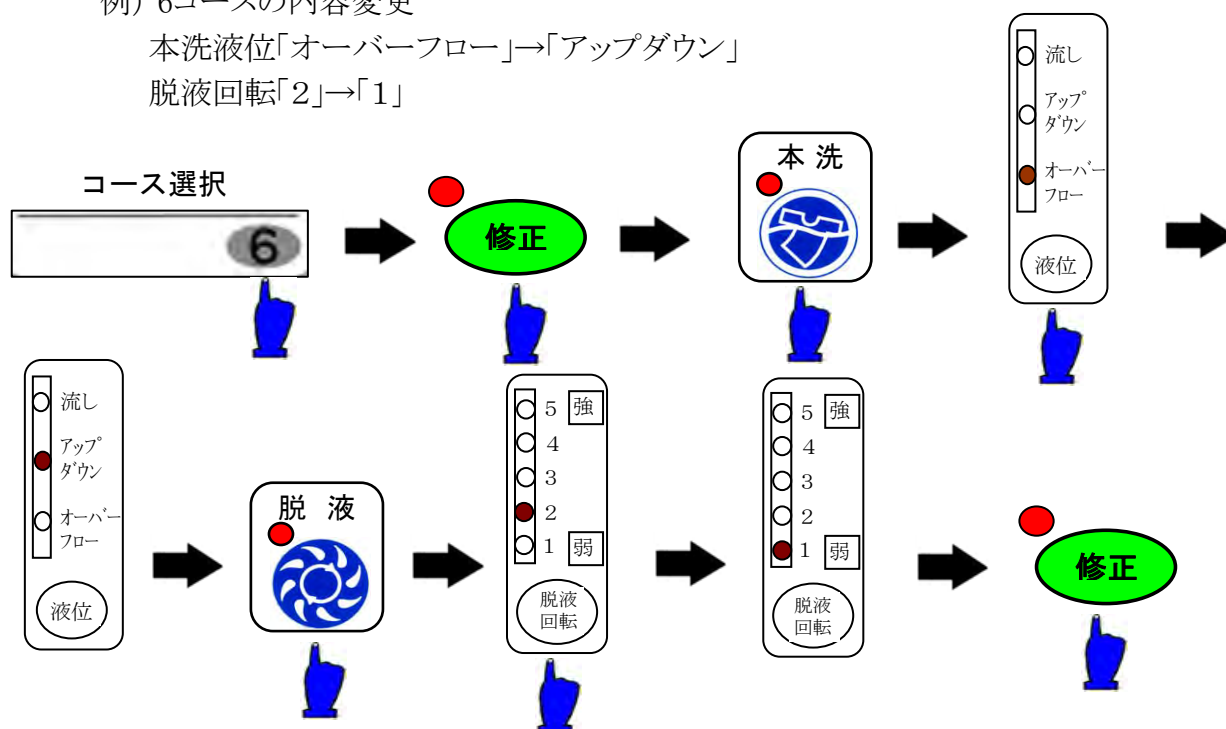 例) 6コースの内容変更
本洗液位「オーバーフロー」→「アップダウン」
脱液回転「2」→「1」
コース選択
6
修正
本 洗
流し
アップ
ダウン
オーバー
フロー
液位
流し
アップ
ダウン
オーバー
フロー
液位
脱 液
5 強
4
3
2
1 弱
脱液
回転
5 強
4
3
2
1 弱
脱液
回転
修正